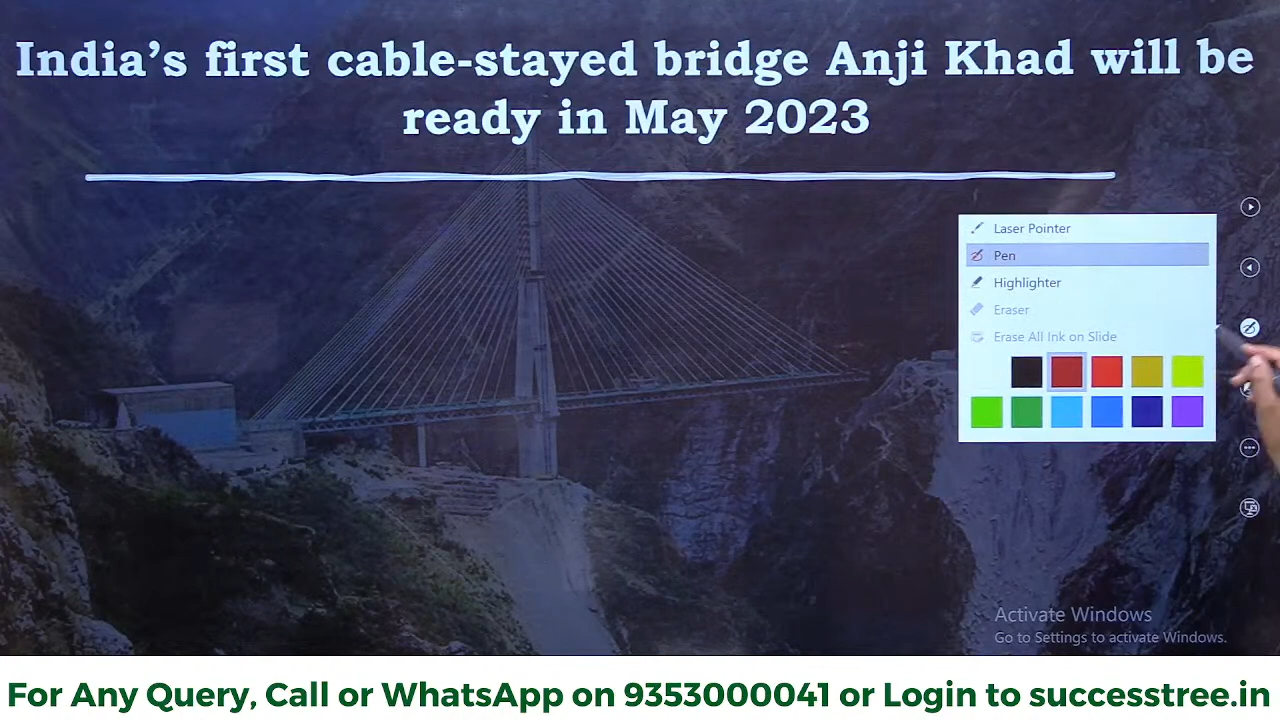 India's first cable-stayed bridge Anji Khad will be
ready in May 2023
Laser Pointer
Pen
Highlighter
Eraser
Erase All Ink on Slide
Activate Windows
Go to Settings to activate Windows.
For Any Query, Call or WhatsApp on 9353000041 or Login to successtree.in